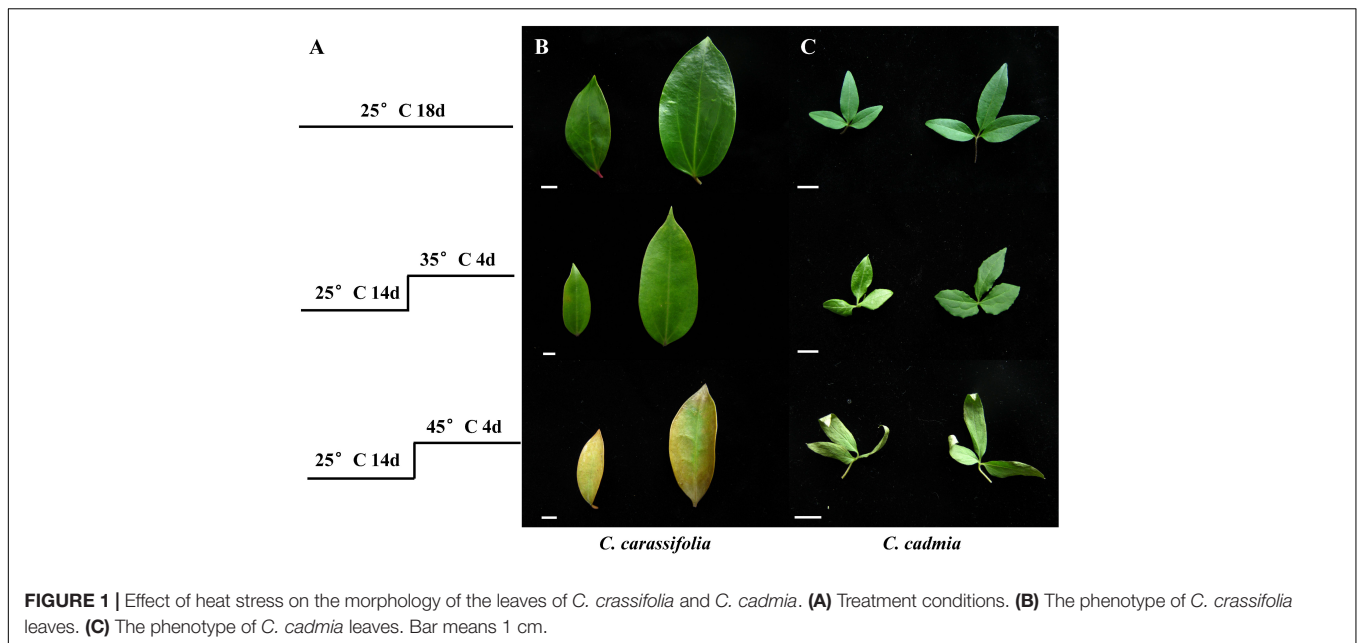 A
B
C
25° C 18d
35° C 4d
25° C 14d
45° C 4d
25° C 14d
C. carassifolia
C. cadmia
FIGURE 1 | Effect of heat stress on the morphology of the leaves of C. crassifolia and C. cadmia. (A) Treatment conditions. (B) The phenotype of C. crassifolia
leaves. (C) The phenotype of C. cadmia leaves. Bar means 1 cm.